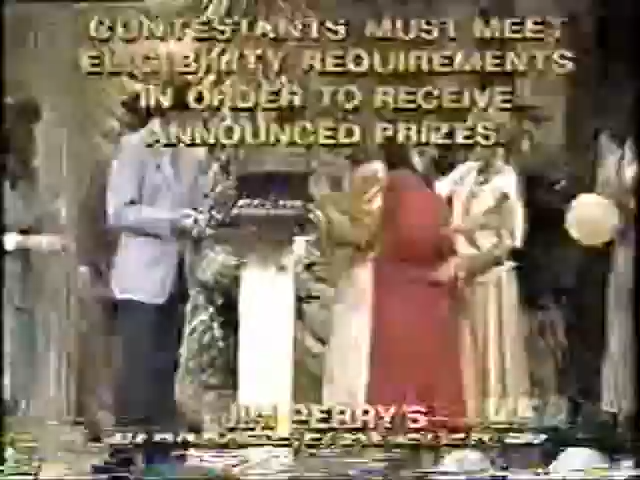 CONTESTANTS MUST MEET
ELIGIBILITY REQUIREMENTS
IN ORDER TO RECEIVE
ANNOUNCED PRIZES.
JIM PERRY'S